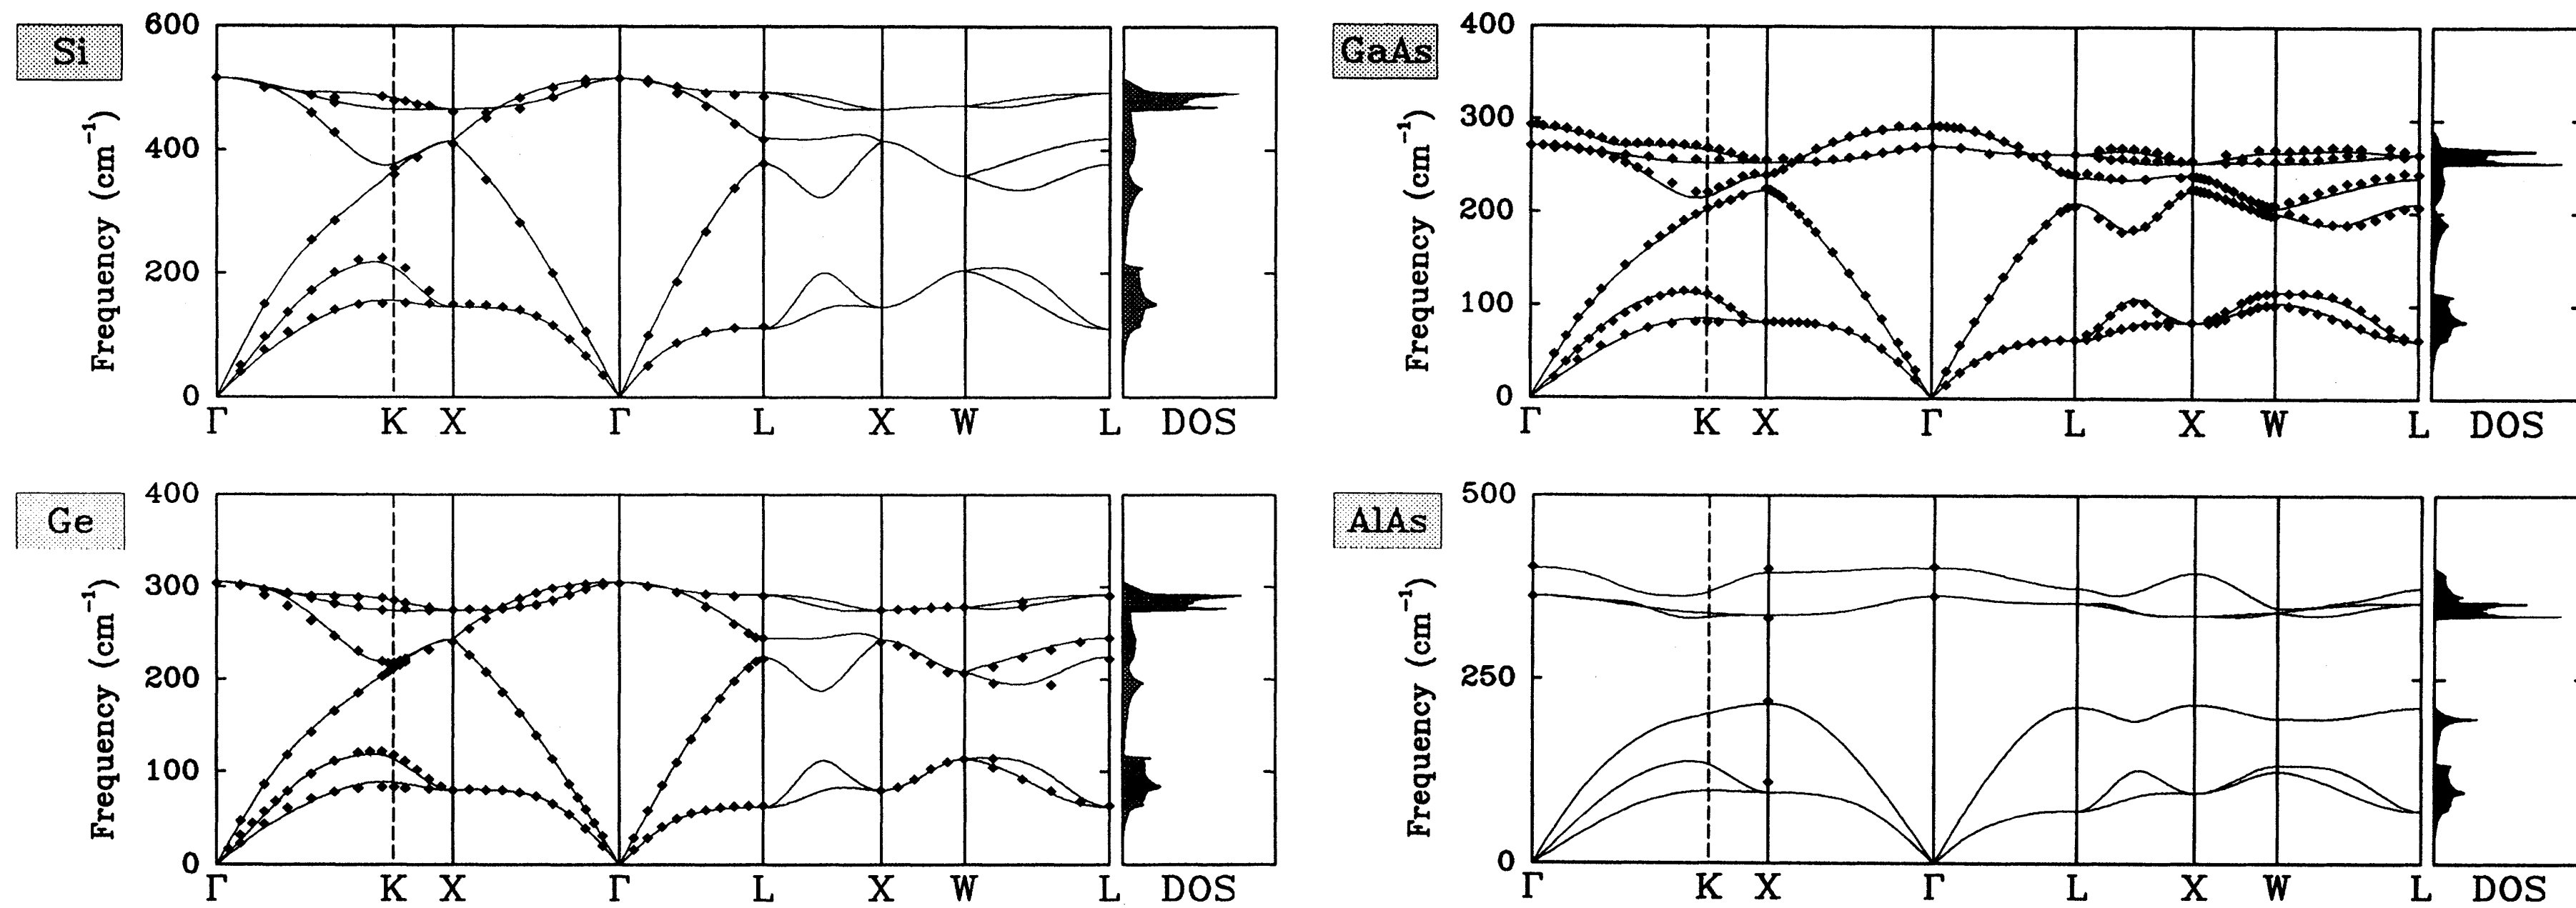 Si
Frequency (cm⁻¹)
600
400
200
0
Γ K X Γ L X W L DOS
GaAs
Frequency (cm⁻¹)
400
300
200
100
0
Γ K X Γ L X W L DOS
Ge
Frequency (cm⁻¹)
400
300
200
100
0
Γ K X Γ L X W L DOS
AlAs
Frequency (cm⁻¹)
500
250
0
Γ K X Γ L X W L DOS